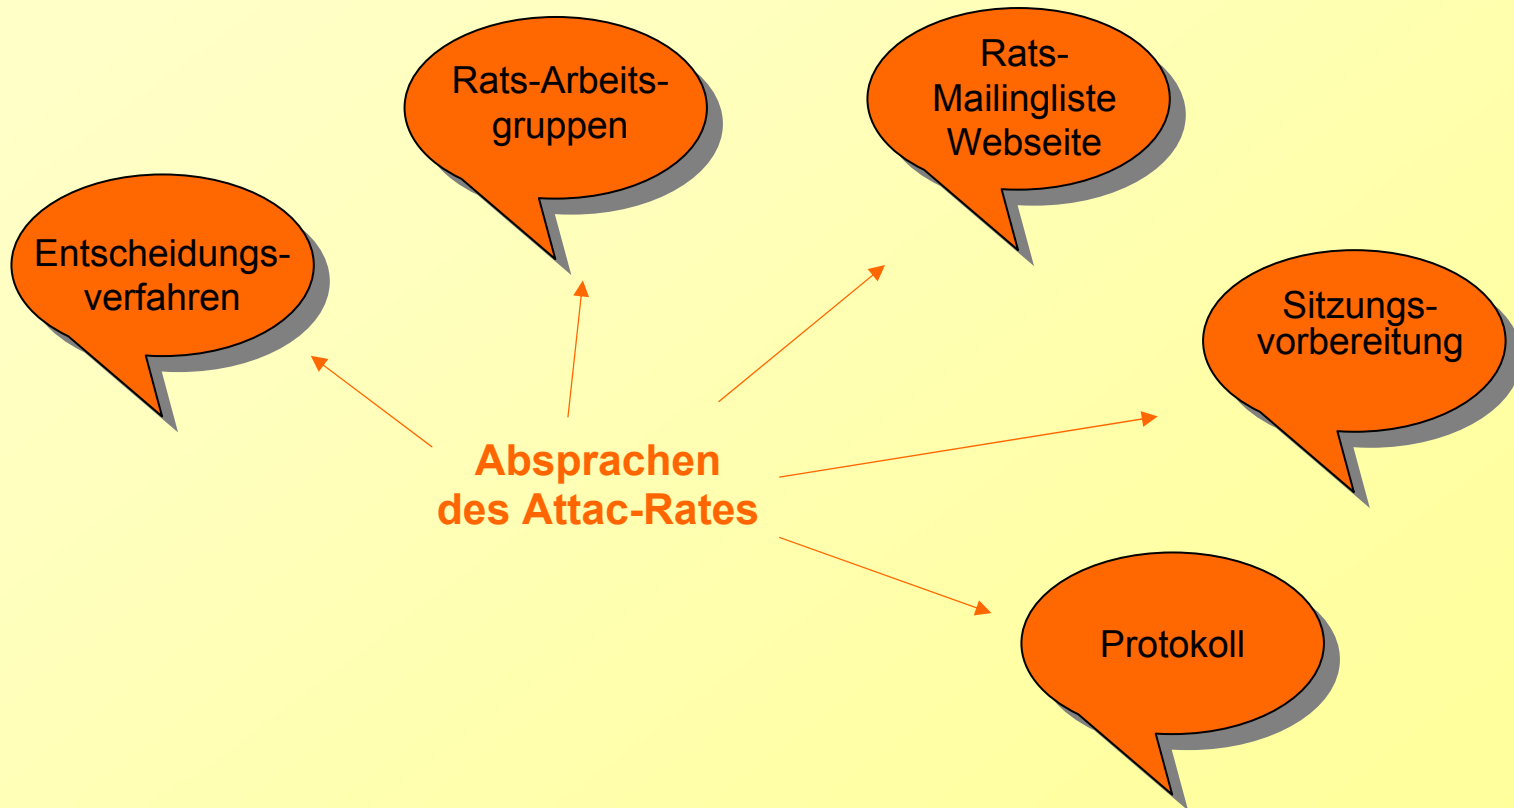 Rats-Arbeits-
gruppen
Rats-
Mailingliste
Webseite
Entscheidungs-
verfahren
Sitzungs-
vorbereitung
Absprachen
des Attac-Rates
Protokoll